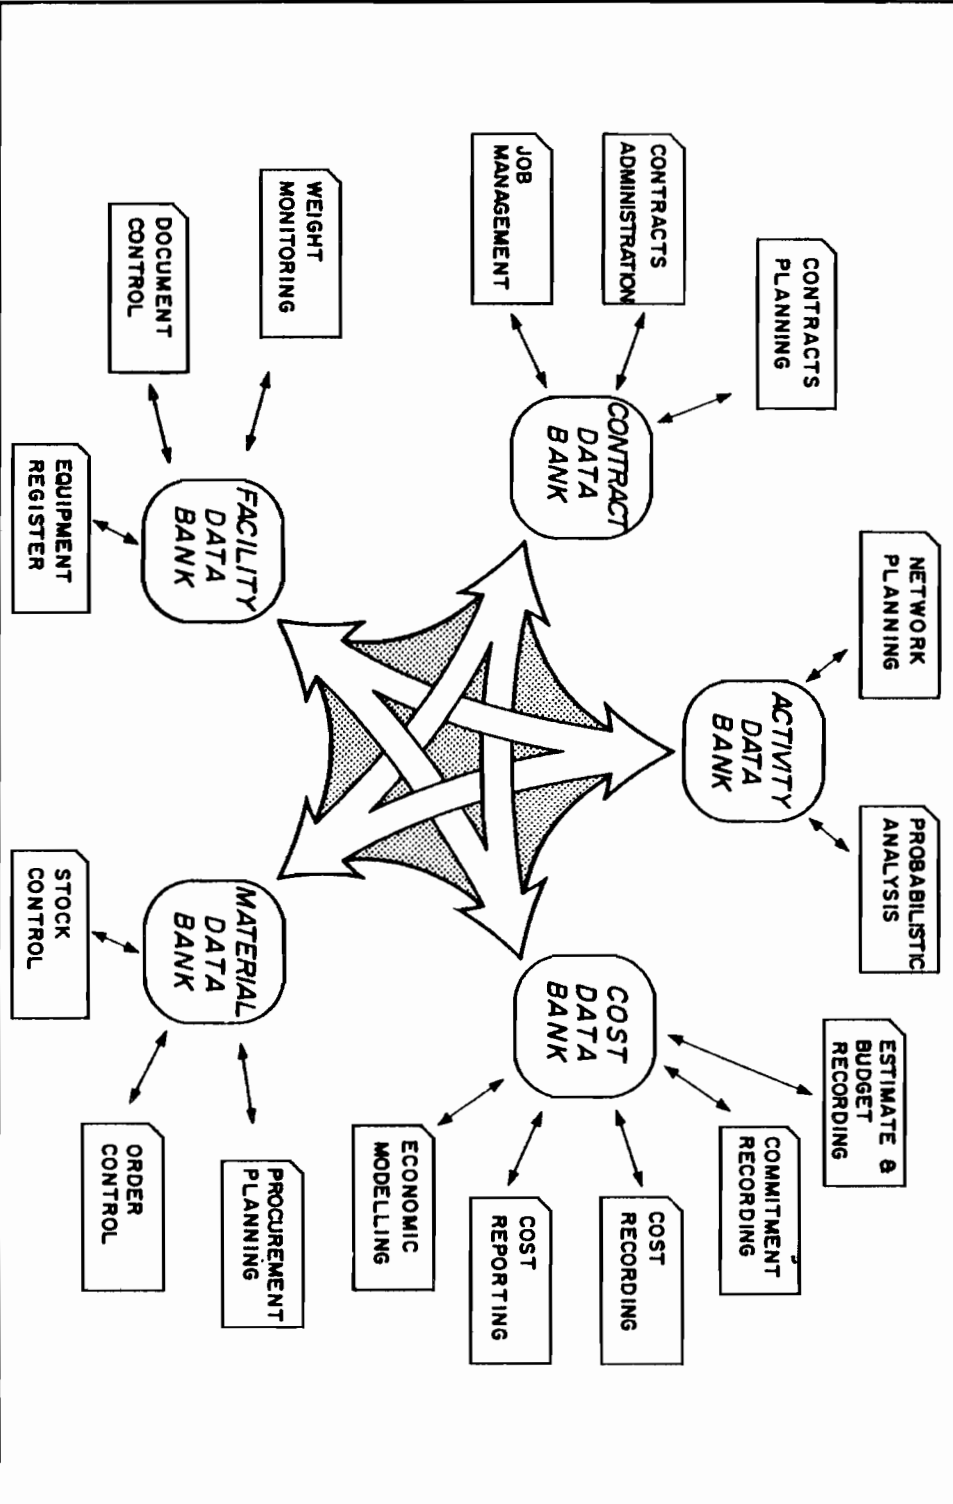 NETWORK
PLANNING
PROBABILISTIC
ANALYSIS
ESTIMATE &
BUDGET
RECORDING
CONTRACTS
PLANNING
ACTIVITY
DATA
BANK
COMMITMENT
RECORDING
CONTRACTS
ADMINISTRATION
CONTRACT
DATA
BANK
COST
DATA
BANK
COST
RECORDING
JOB
MANAGEMENT
COST
REPORTING
ECONOMIC
MODELLING
WEIGHT
MONITORING
FACILITY
DATA
BANK
MATERIAL
DATA
BANK
PROCUREMENT
PLANNING
DOCUMENT
CONTROL
ORDER
CONTROL
EQUIPMENT
REGISTER
STOCK
CONTROL